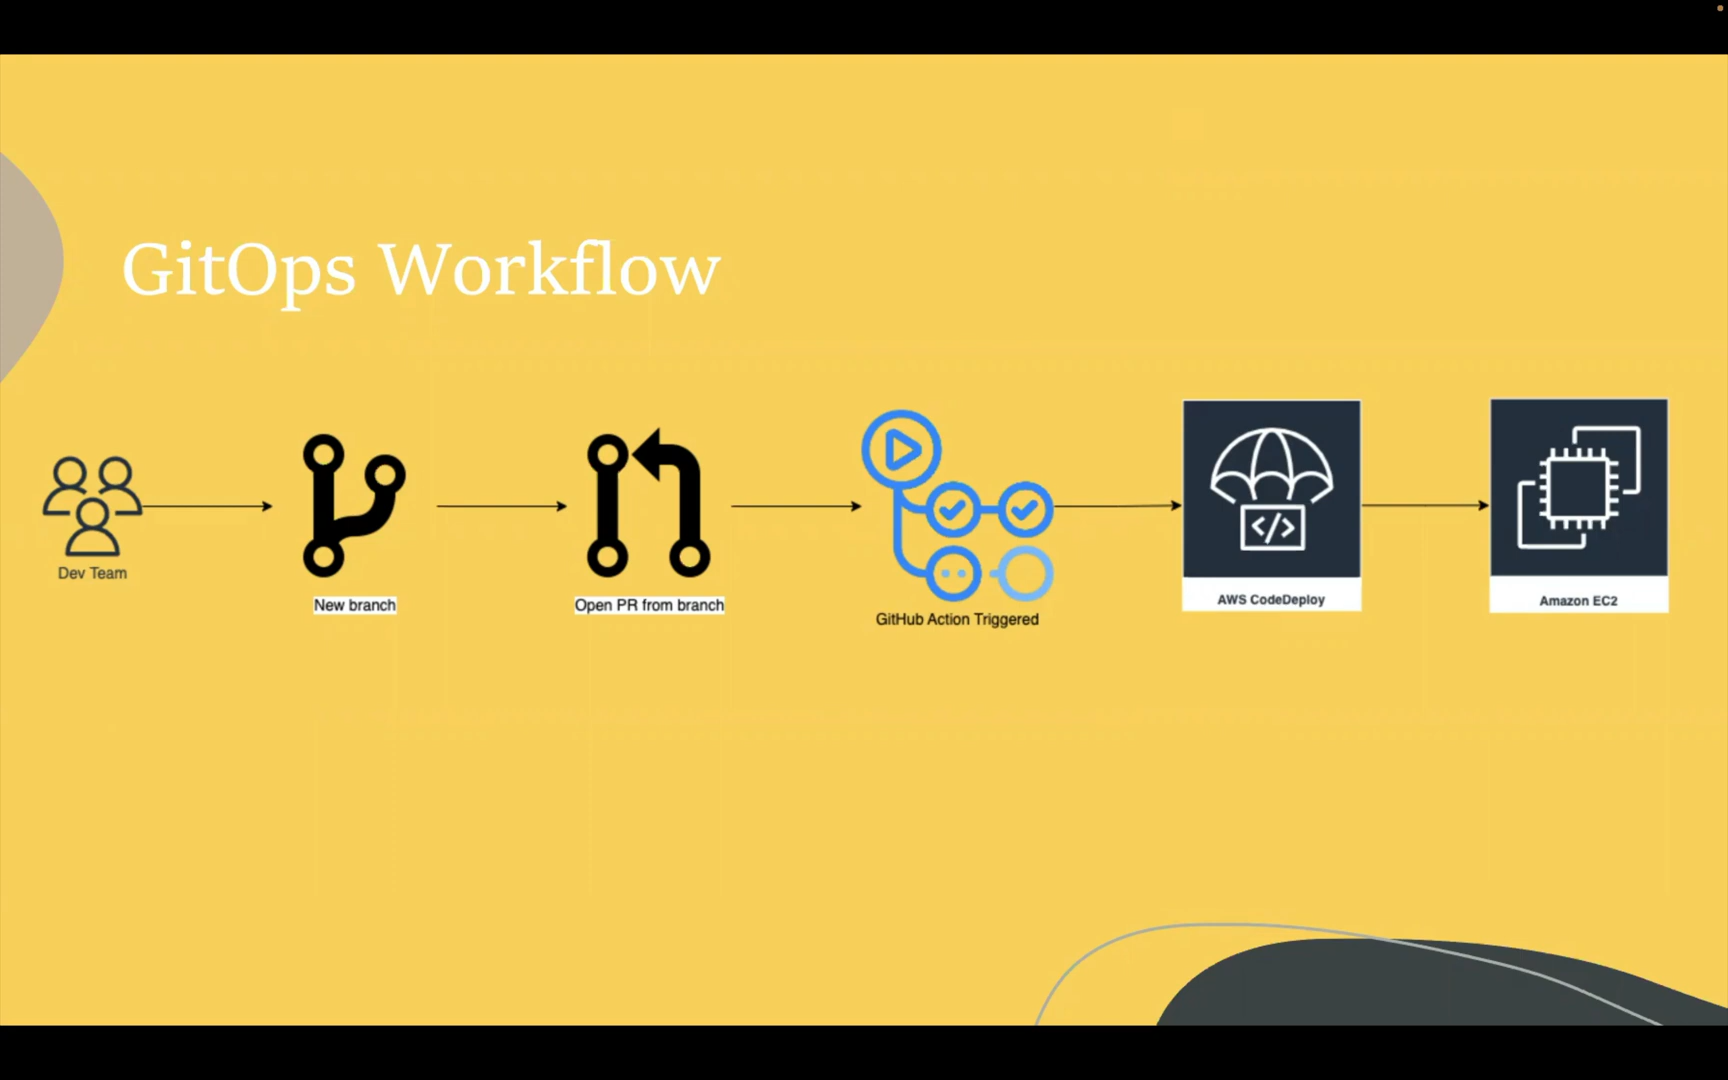 GitOps Workflow
Dev Team
New branch
Open PR from branch
GitHub Action Triggered
</>
AWS CodeDeploy
Amazon EC2